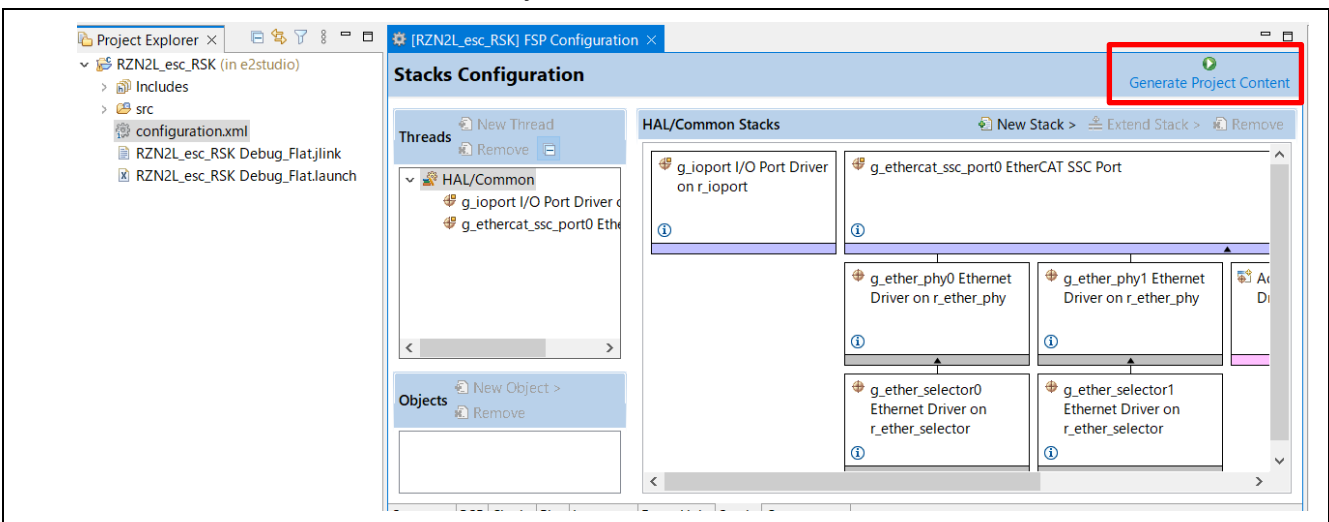 Project Explorer
RZN2L_esc_RSK (in e2studio)
Includes
src
configuration.xml
RZN2L_esc_RSK Debug_Flat.jlink
RZN2L_esc_RSK Debug_Flat.launch
[RZN2L_esc_RSK] FSP Configuration
Stacks Configuration
Generate Project Content
Threads
New Thread
Remove
HAL/Common
g_ioport I/O Port Driver
g_ethercat_ssc_port0
Objects
New Object >
Remove
HAL/Common Stacks
New Stack >
Extend Stack >
Remove
g_ioport I/O Port Driver
on r_ioport
g_ethercat_ssc_port0 EtherCAT SSC Port
g_ether_phy0 Ethernet
Driver on r_ether_phy
g_ether_phy1 Ethernet
Driver on r_ether_phy
g_ether_selector0
Ethernet Driver on
r_ether_selector
g_ether_selector1
Ethernet Driver on
r_ether_selector